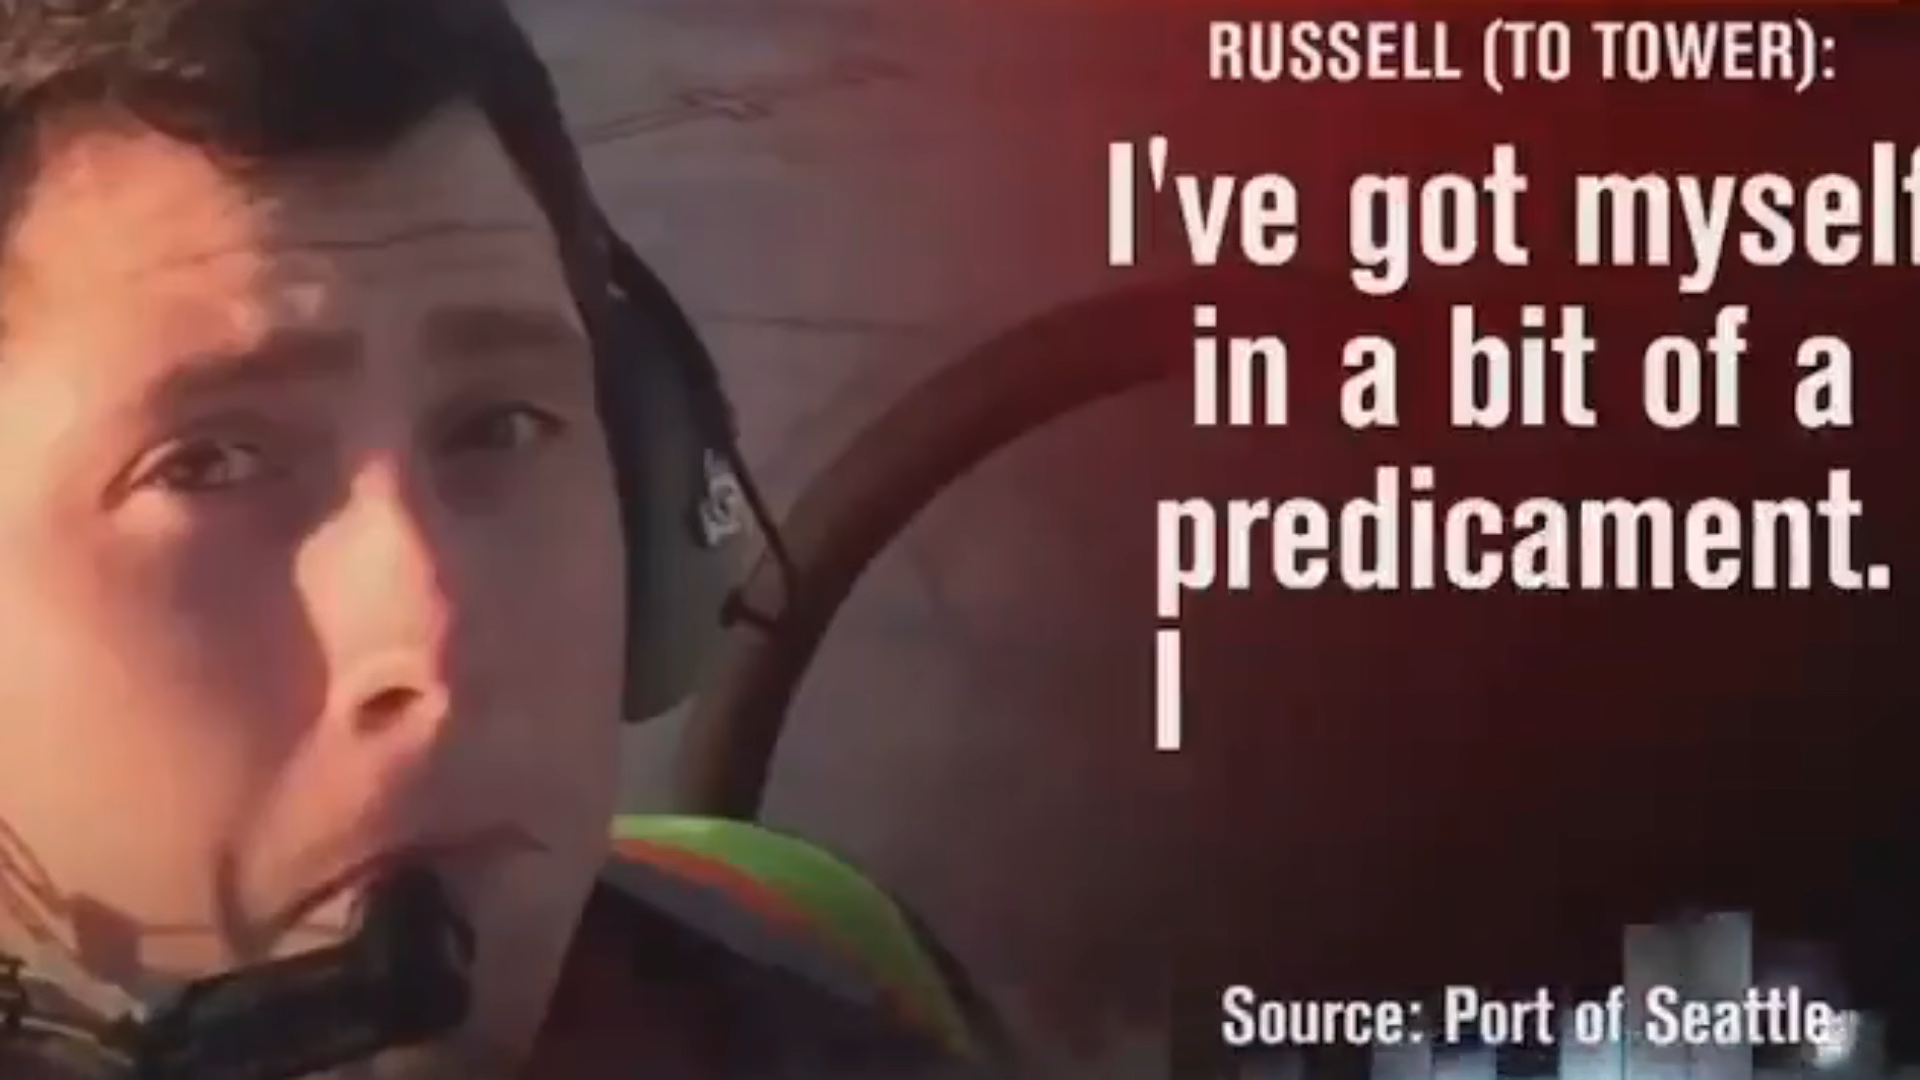 RUSSELL (TO TOWER):
I've got myself
in a bit of a
predicament.
I
Source: Port of Seattle